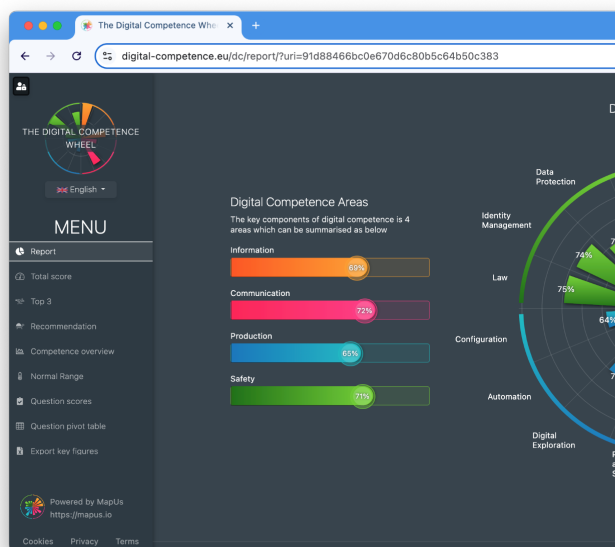 The Digital Competence Whe
digital-competence.eu/dc/report/?uri=91d88466bc0e670d6c80b5c64b50c383
THE DIGITAL COMPETENCE
WHEEL
English
MENU
Report
Total score
Top 3
Recommendation
Competence overview
Normal Range
Question scores
Question pivot table
Export key figures
Powered by MapUs
https://mapus.io
Cookies Privacy Terms
Digital Competence Areas
The key components of digital competence is 4
areas which can be summarised as below
Information
69%
Communication
72%
Production
65%
Safety
71%
D
Data
Protection
Identity
Management
Law
Configuration
Automation
Digital
Exploration
74%
75%
64%